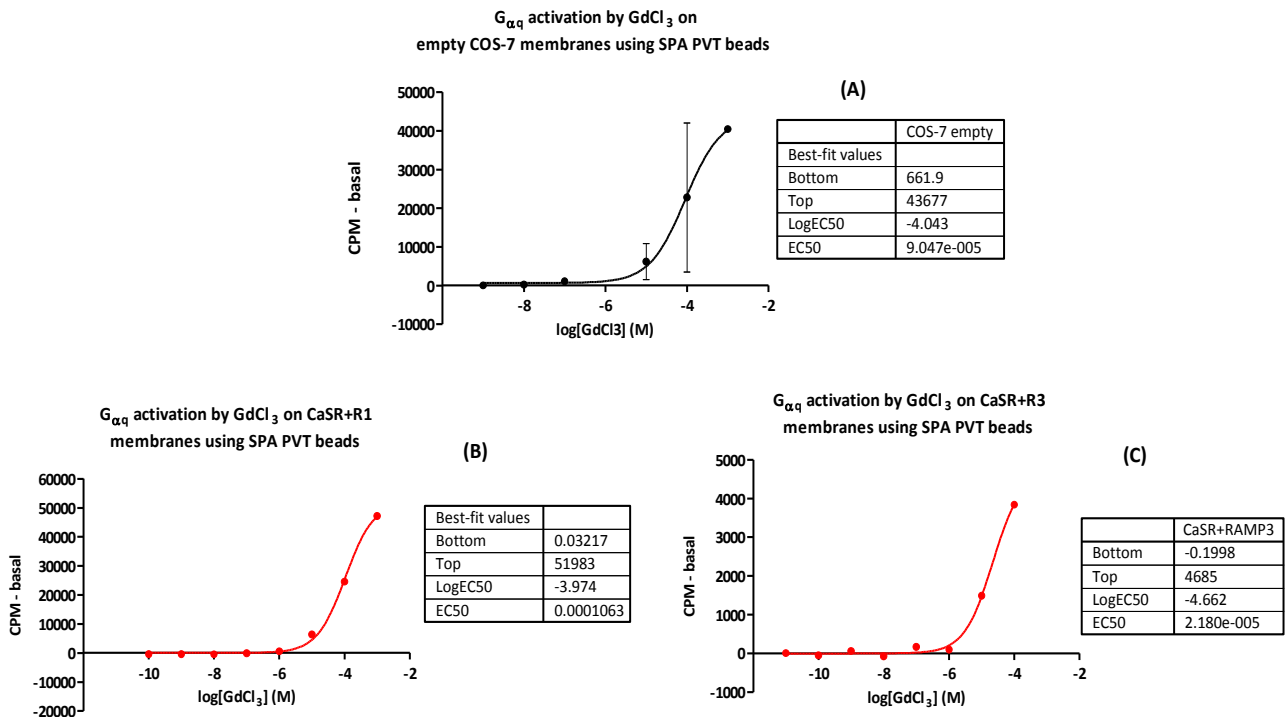 Gαq activation by GdCl3 on
empty COS-7 membranes using SPA PVT beads
(A)
CPM - basal
50000
40000
30000
20000
10000
0
-10000
-8
-6
-4
-2
log[GdCl3] (M)
COS-7 empty
Best-fit values
Bottom 661.9
Top 43677
LogEC50 -4.043
EC50 9.047e-005
Gαq activation by GdCl3 on CaSR+R1
membranes using SPA PVT beads
(B)
CPM - basal
60000
50000
40000
30000
20000
10000
0
-10000
-20000
-10
-8
-6
-4
-2
log[GdCl3] (M)
Best-fit values
Bottom 0.03217
Top 51983
LogEC50 -3.974
EC50 0.0001063
Gαq activation by GdCl3 on CaSR+R3
membranes using SPA PVT beads
(C)
CPM - basal
5000
4000
3000
2000
1000
0
-1000
-10
-8
-6
-4
-2
log[GdCl3] (M)
CaSR+RAMP3
Bottom -0.1998
Top 4685
LogEC50 -4.662
EC50 2.180e-005